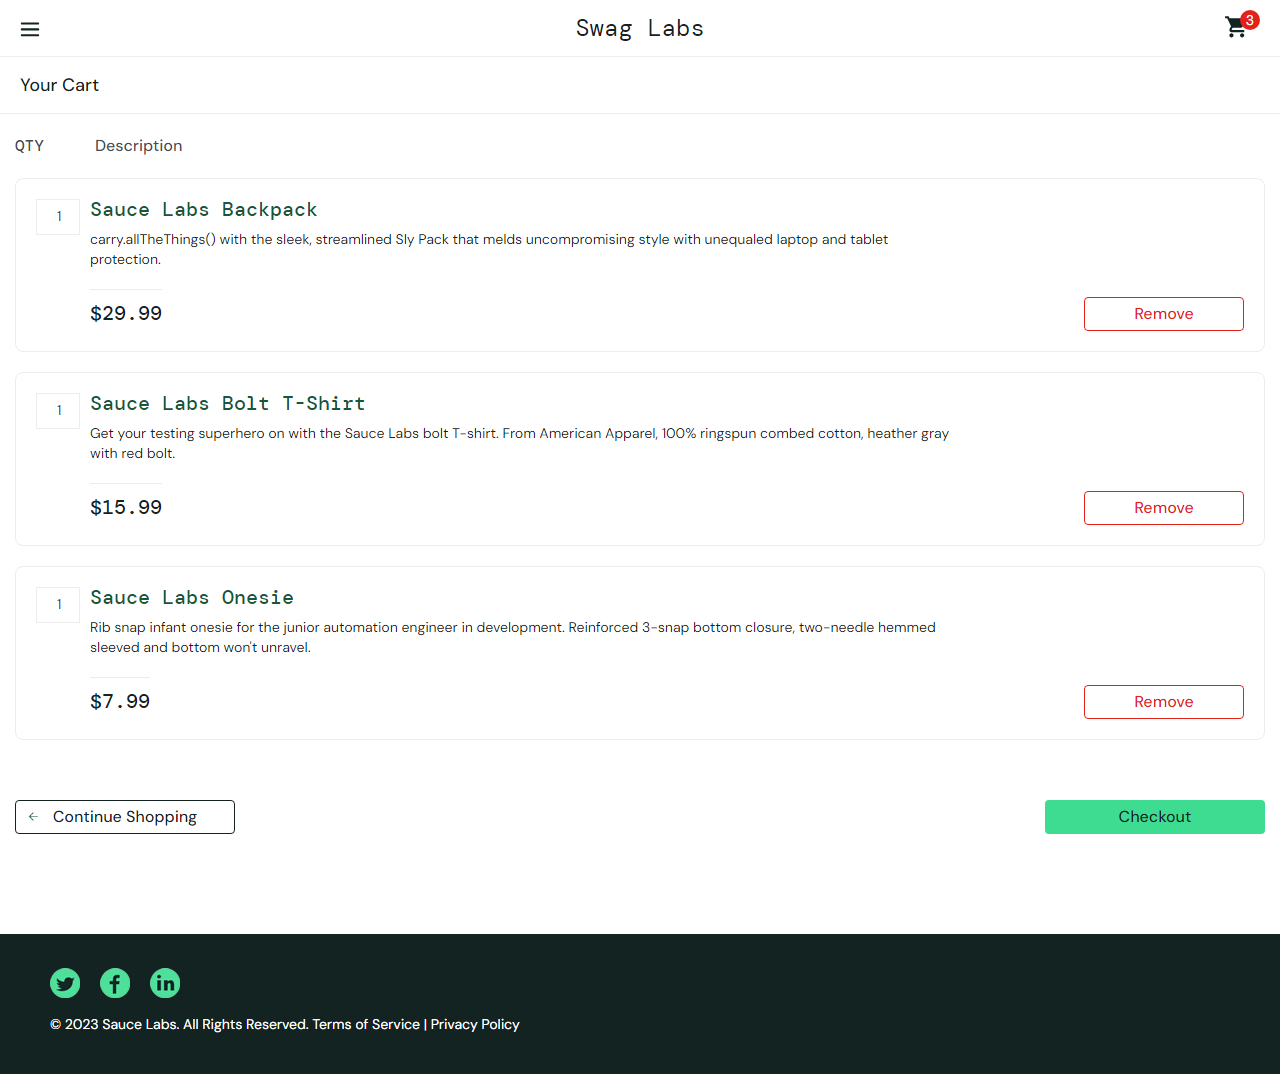 Swag Labs
3
Your Cart
QTY Description
1 Sauce Labs Backpack
carry.allTheThings() with the sleek, streamlined Sly Pack that melds uncompromising style with unequaled laptop and tablet
protection.
$29.99 Remove
1 Sauce Labs Bolt T-Shirt
Get your testing superhero on with the Sauce Labs bolt T-shirt. From American Apparel, 100% ringspun combed cotton, heather gray
with red bolt.
$15.99 Remove
1 Sauce Labs Onesie
Rib snap infant onesie for the junior automation engineer in development. Reinforced 3-snap bottom closure, two-needle hemmed
sleeved and bottom won't unravel.
$7.99 Remove
Continue Shopping Checkout
© 2023 Sauce Labs. All Rights Reserved. Terms of Service | Privacy Policy